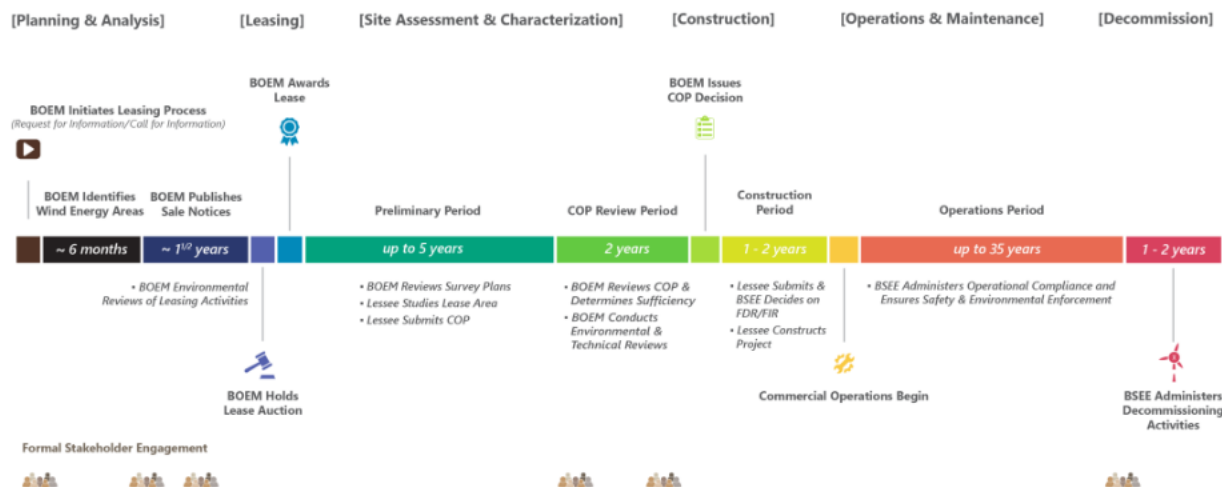 [Planning & Analysis]
[Leasing]
[Site Assessment & Characterization]
[Construction]
[Operations & Maintenance]
[Decommission]
BOEM Initiates Leasing Process
(Request for Information/Call for Information)
BOEM Awards
Lease
BOEM Issues
COP Decision
BOEM Identifies
Wind Energy Areas
BOEM Publishes
Sale Notices
Preliminary Period
COP Review Period
Construction
Period
Operations Period
~ 6 months
~ 1 1/2 years
up to 5 years
2 years
1 - 2 years
up to 35 years
1 - 2 years
• BOEM Environmental
Reviews of Leasing Activities
• BOEM Reviews Survey Plans
• Lessee Studies Lease Area
• Lessee Submits COP
• BOEM Reviews COP &
Determines Sufficiency
• BOEM Conducts
Environmental &
Technical Reviews
• Lessee Submits &
BSEE Decides on
FDR/FIR
• Lessee Constructs
Project
• BSEE Administers Operational Compliance and
Ensures Safety & Environmental Enforcement
BOEM Holds
Lease Auction
Commercial Operations Begin
BSEE Administers
Decommissioning
Activities
Formal Stakeholder Engagement